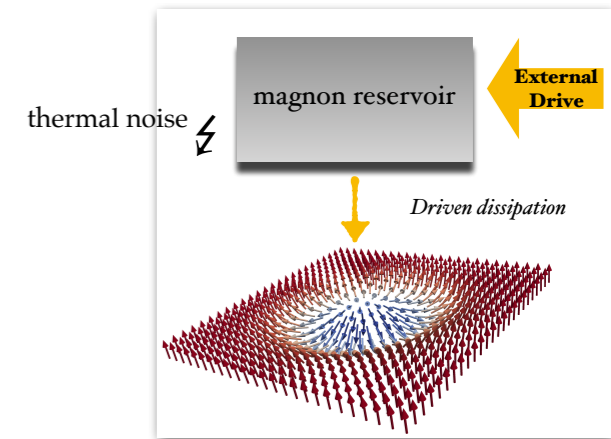 magnon reservoir
External
Drive
thermal noise
Driven dissipation